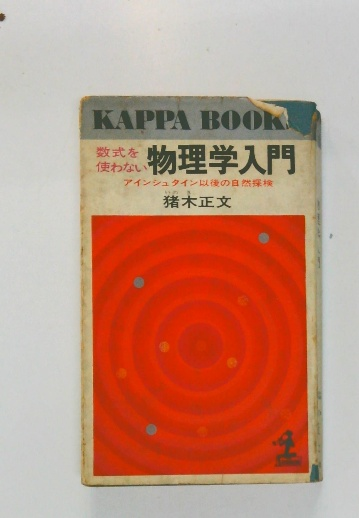 KAPPA BOOKS
数式を
使わない
物理学入門
アインシュタイン以後の自然探検
猪木正文